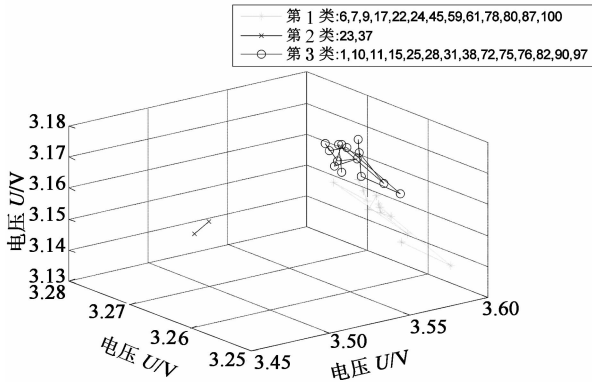 第 1 类:6,7,9,17,22,24,45,59,61,78,80,87,100
第 2 类:23,37
第 3 类:1,10,11,15,25,28,31,38,72,75,76,82,90,97
3.18
3.17
3.16
3.15
3.14
3.13
电压 U/V
3.28
3.27
3.26
3.25
电压 U/V
3.45
3.50
3.55
3.60
电压 U/V